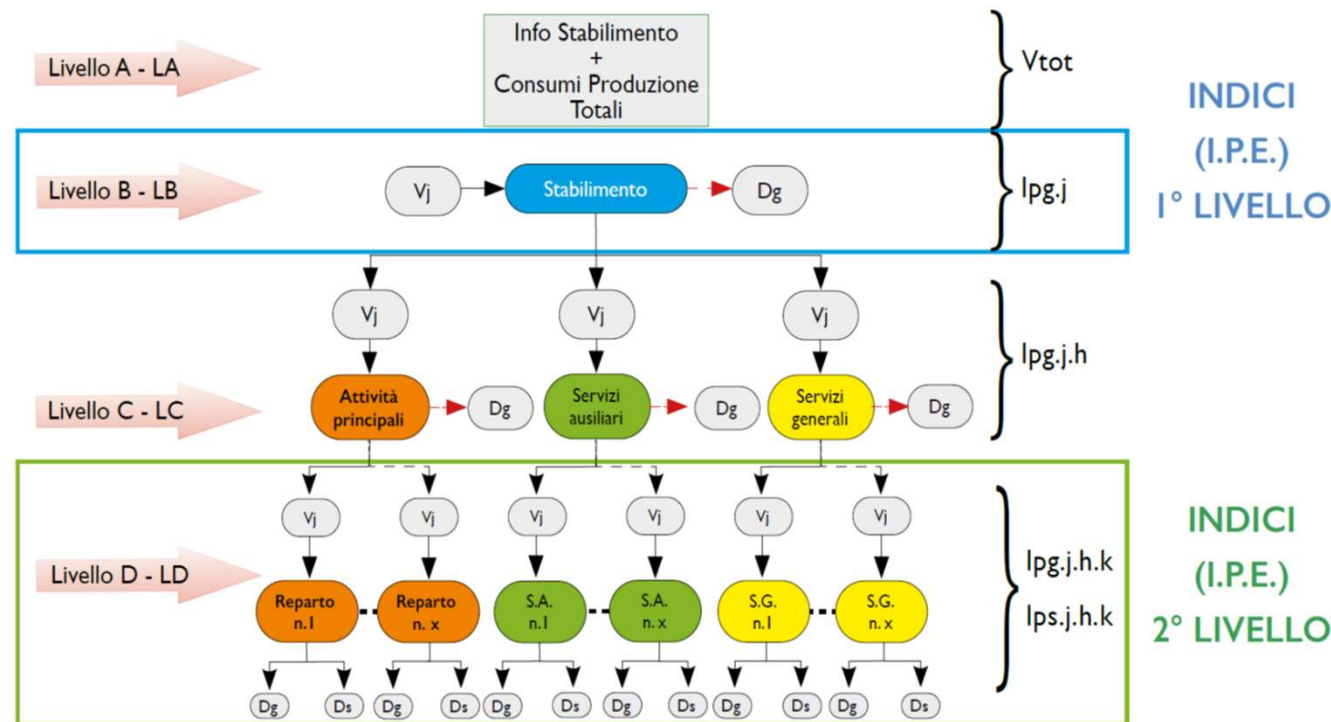 Livello A - LA
Info Stabilimento
+
Consumi Produzione
Totali
Vtot
INDICI
(I.P.E.)
1° LIVELLO
Livello B - LB
Vj
Stabilimento
Dg
Ipg.j
Vj
Vj
Vj
Ipg.j.h
Livello C - LC
Attività
principali
Dg
Servizi
ausiliari
Dg
Servizi
generali
Dg
Vj
Vj
Vj
Vj
Vj
Vj
Livello D - LD
Reparto
n.1
Reparto
n. x
S.A.
n.1
S.A.
n. x
S.G.
n.1
S.G.
n. x
Ipg.j.h.k
Ips.j.h.k
INDICI
(I.P.E.)
2° LIVELLO
Dg
Ds
Dg
Ds
Dg
Ds
Dg
Ds
Dg
Ds
Dg
Ds